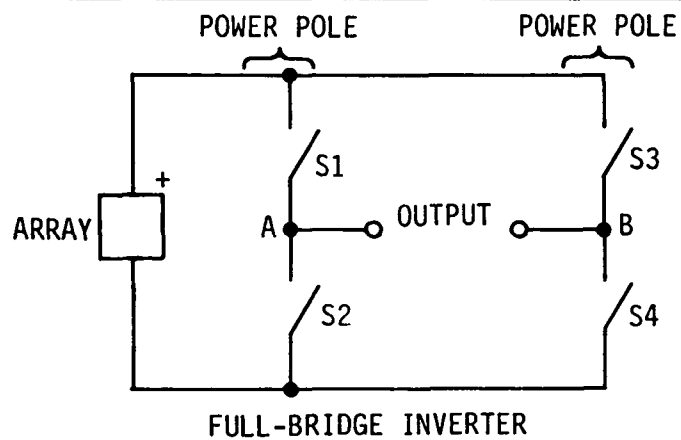 POWER POLE
POWER POLE
S1
S3
+
ARRAY
A
OUTPUT
B
S2
S4
FULL-BRIDGE INVERTER